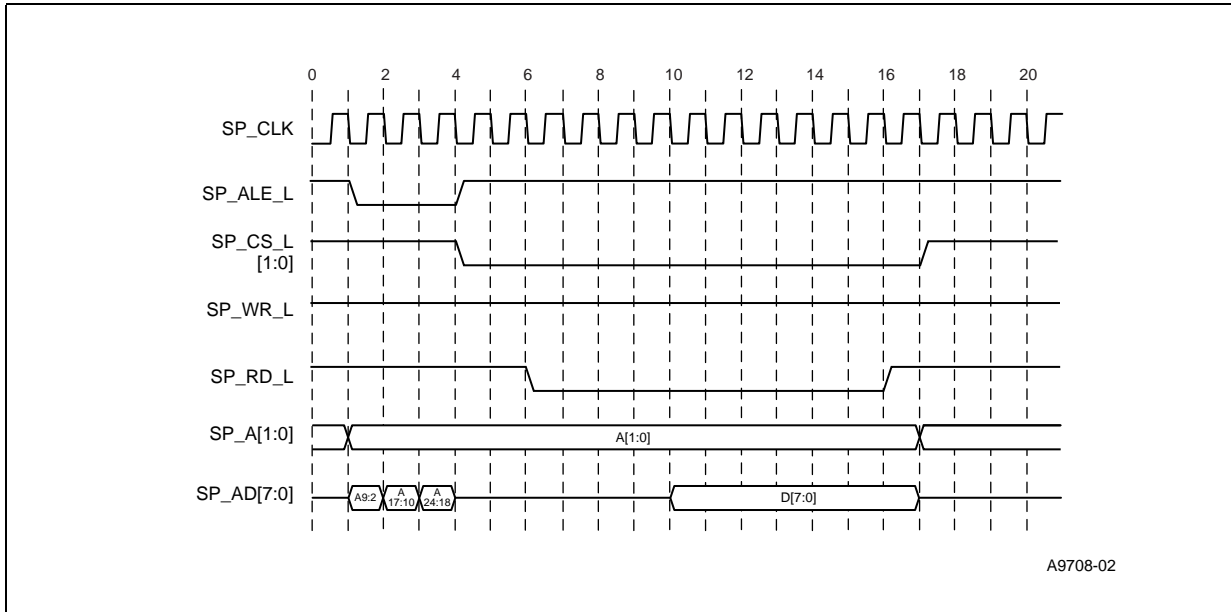 0 2 4 6 8 10 12 14 16 18 20
SP_CLK
SP_ALE_L
SP_CS_L
[1:0]
SP_WR_L
SP_RD_L
SP_A[1:0] A[1:0]
SP_AD[7:0] A9:2 A 17:10 A 24:18 D[7:0]
A9708-02